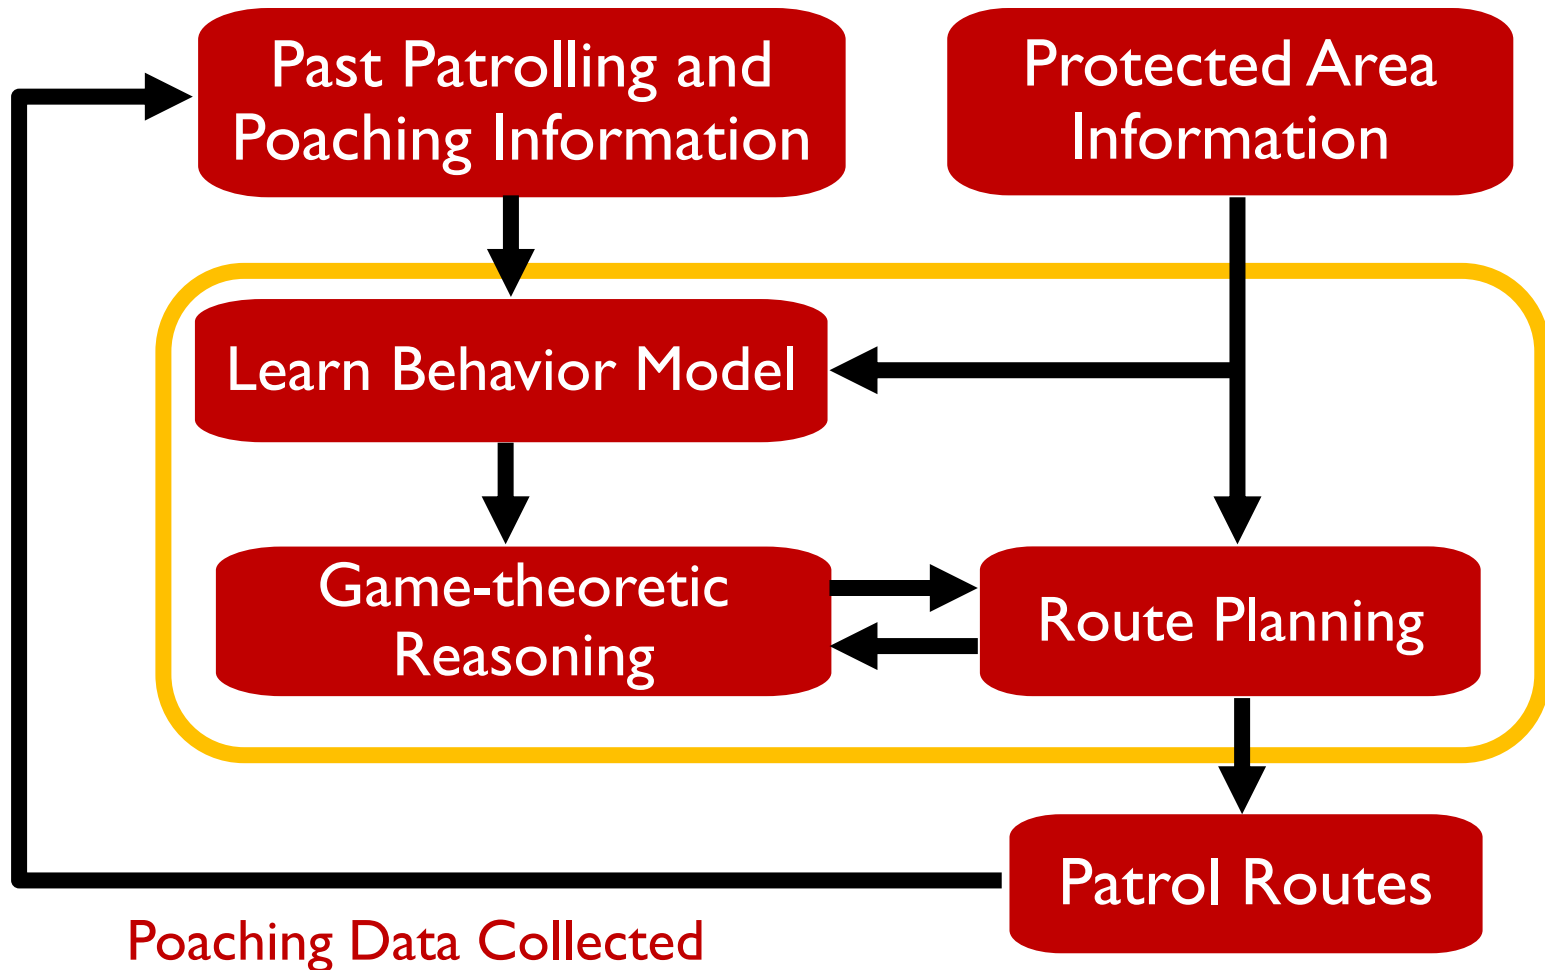 Past Patrolling and
Poaching Information
Protected Area
Information
Learn Behavior Model
Game-theoretic
Reasoning
Route Planning
Patrol Routes
Poaching Data Collected